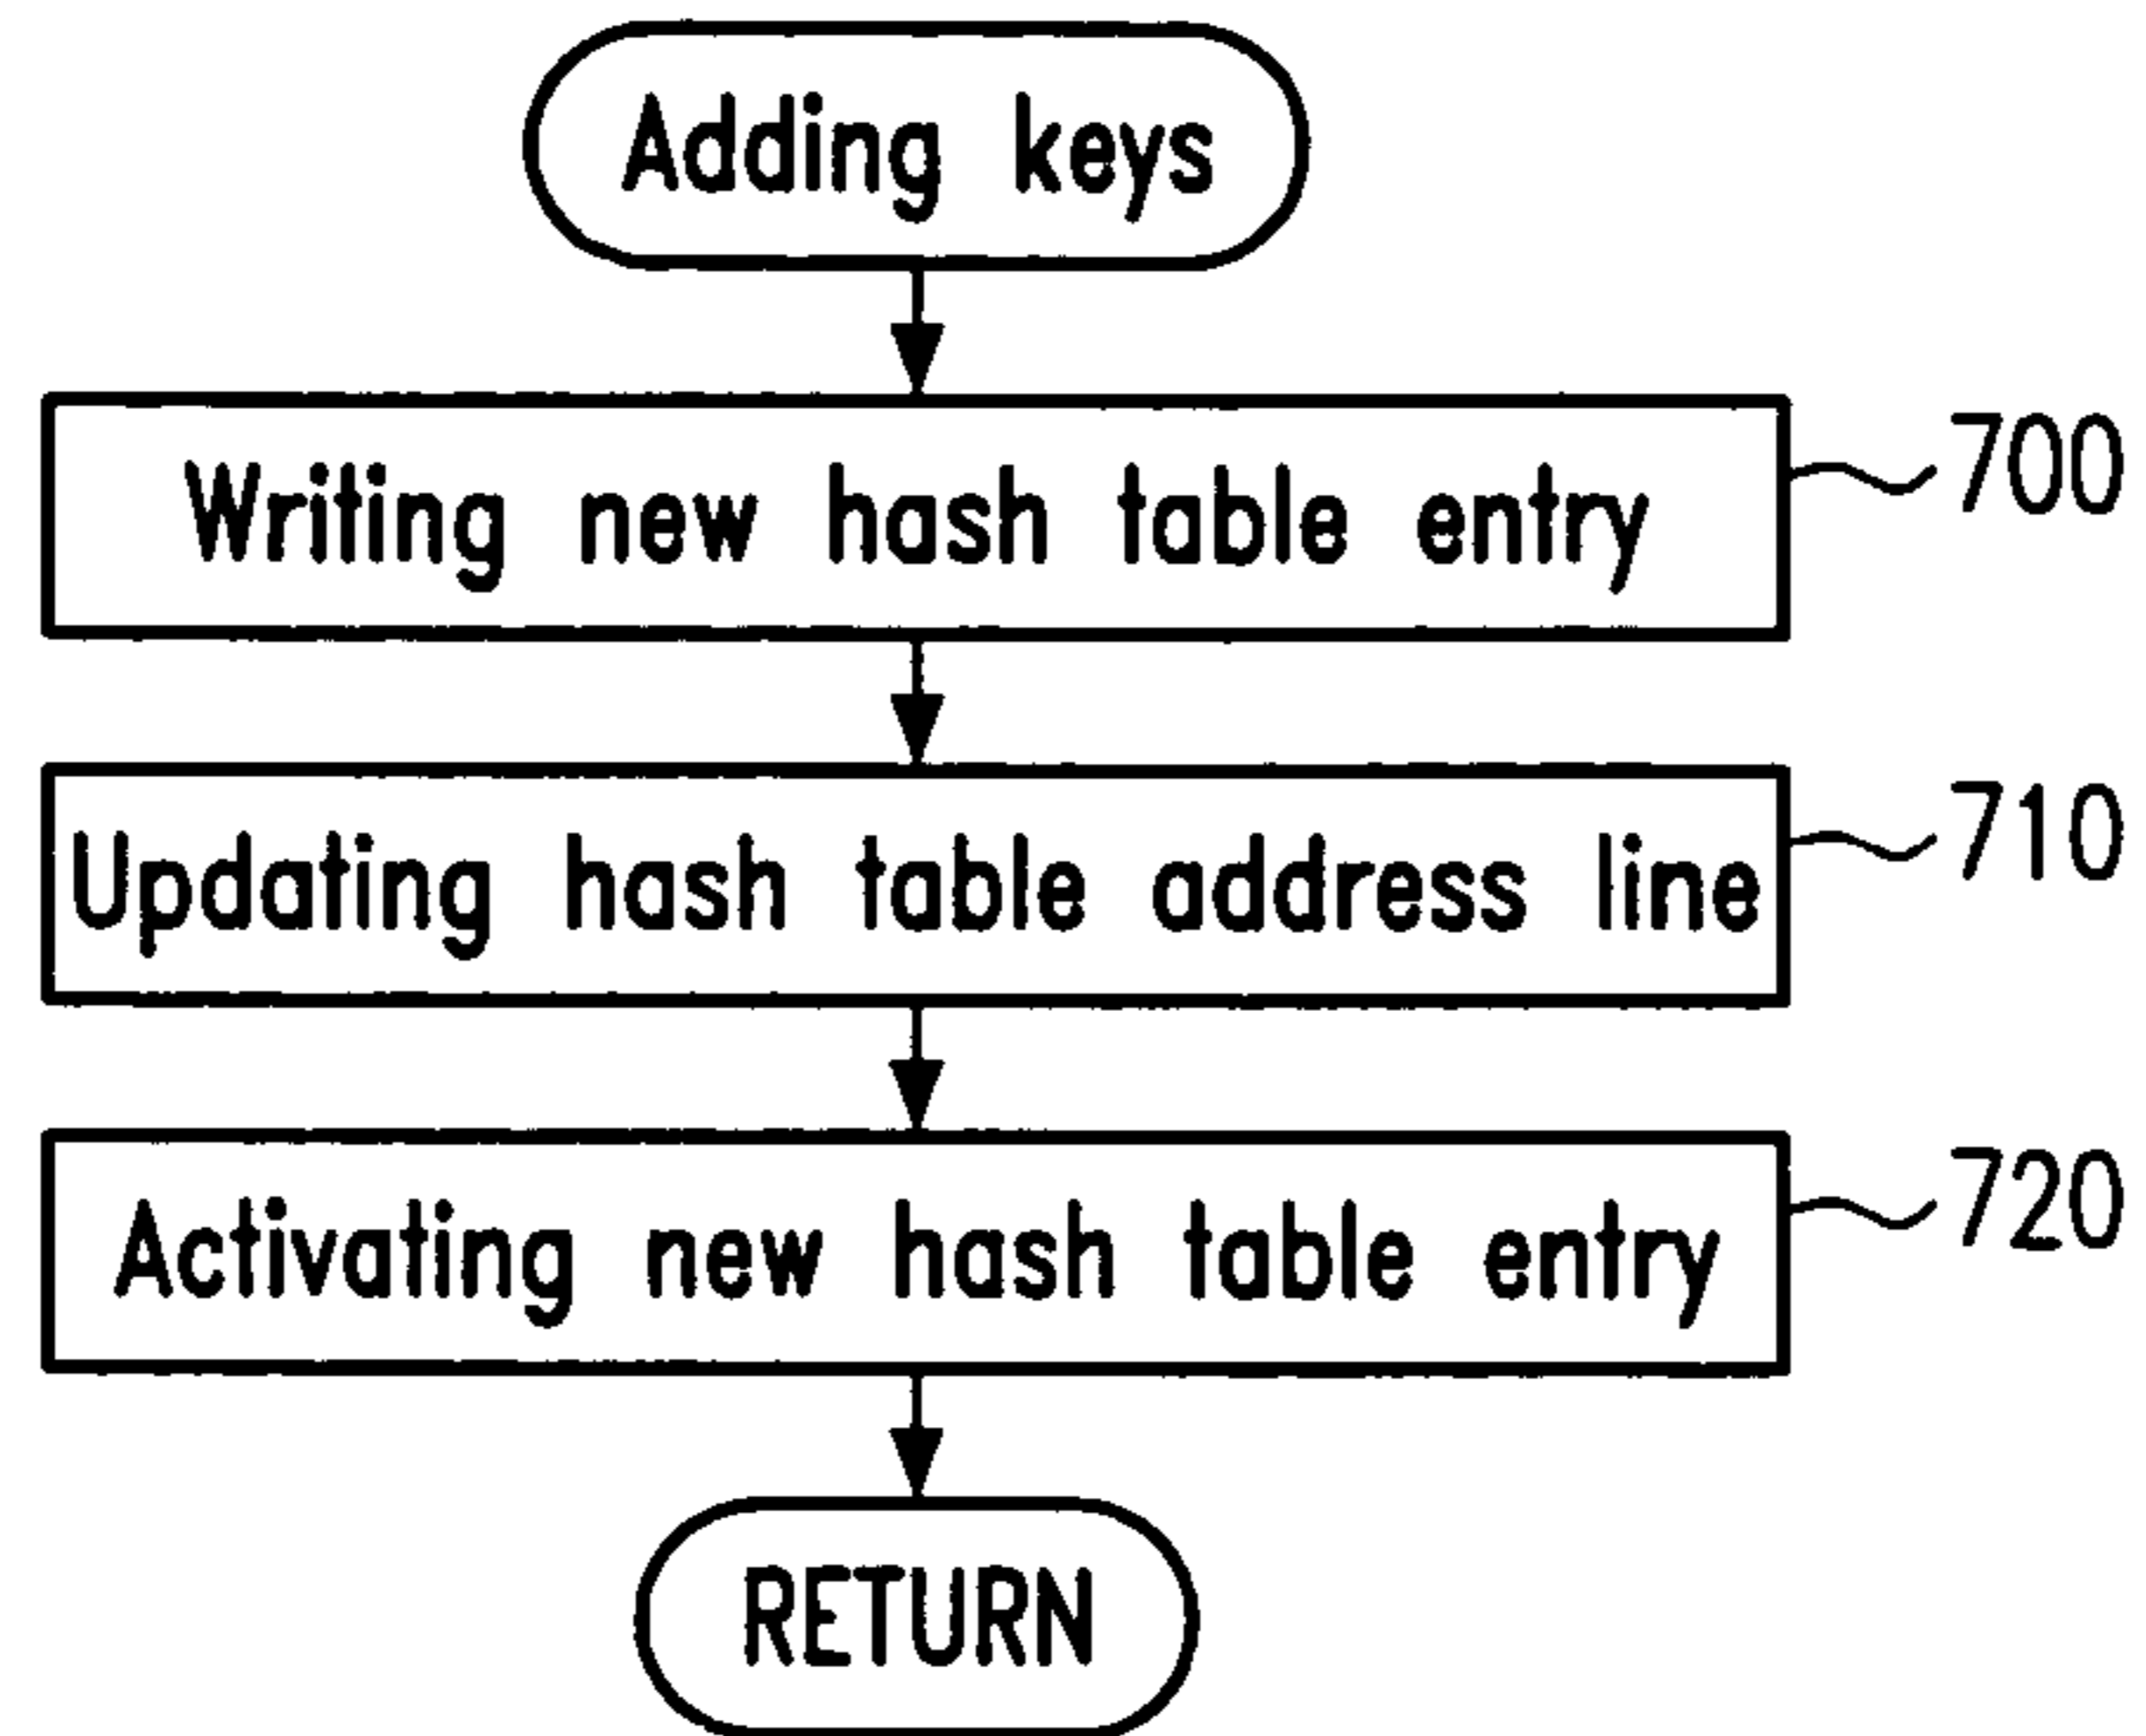 Adding keys
Writing new hash table entry
700
Updating hash table address line
710
Activating new hash table entry
720
RETURN